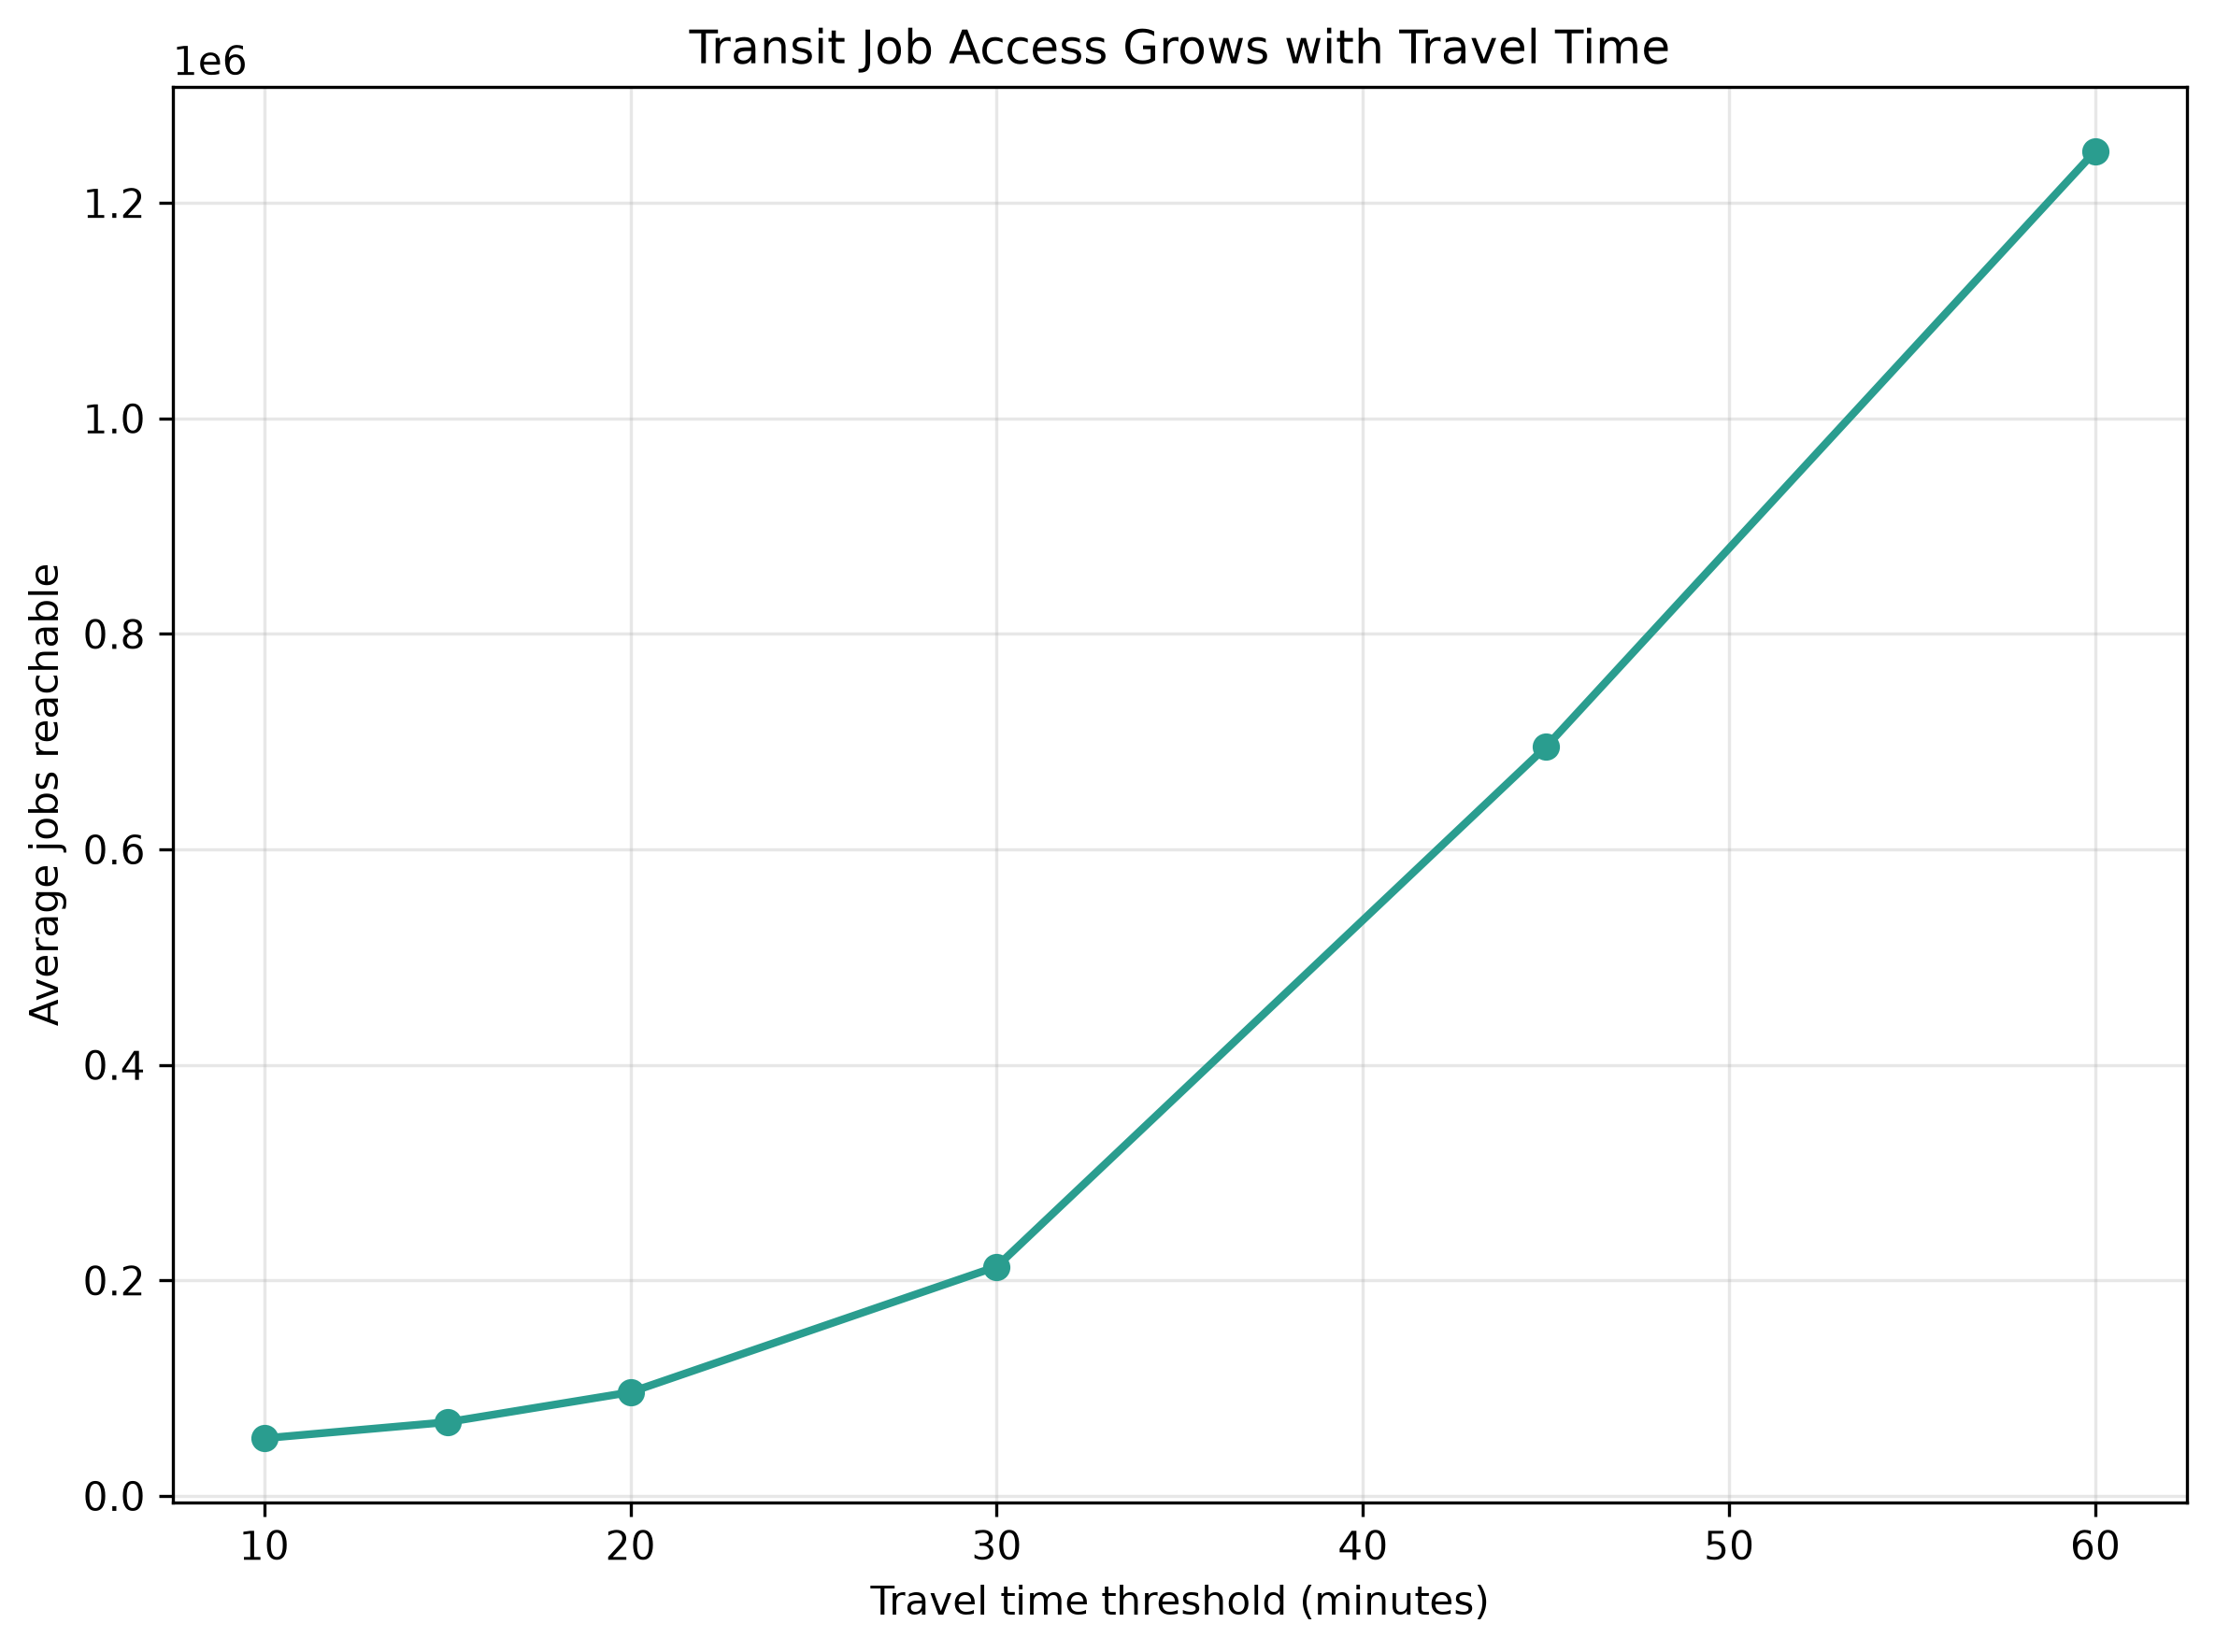 Transit Job Access Grows with Travel Time
1e6
1.2
1.0
0.8
0.6
0.4
0.2
0.0
Average jobs reachable
10 20 30 40 50 60
Travel time threshold (minutes)